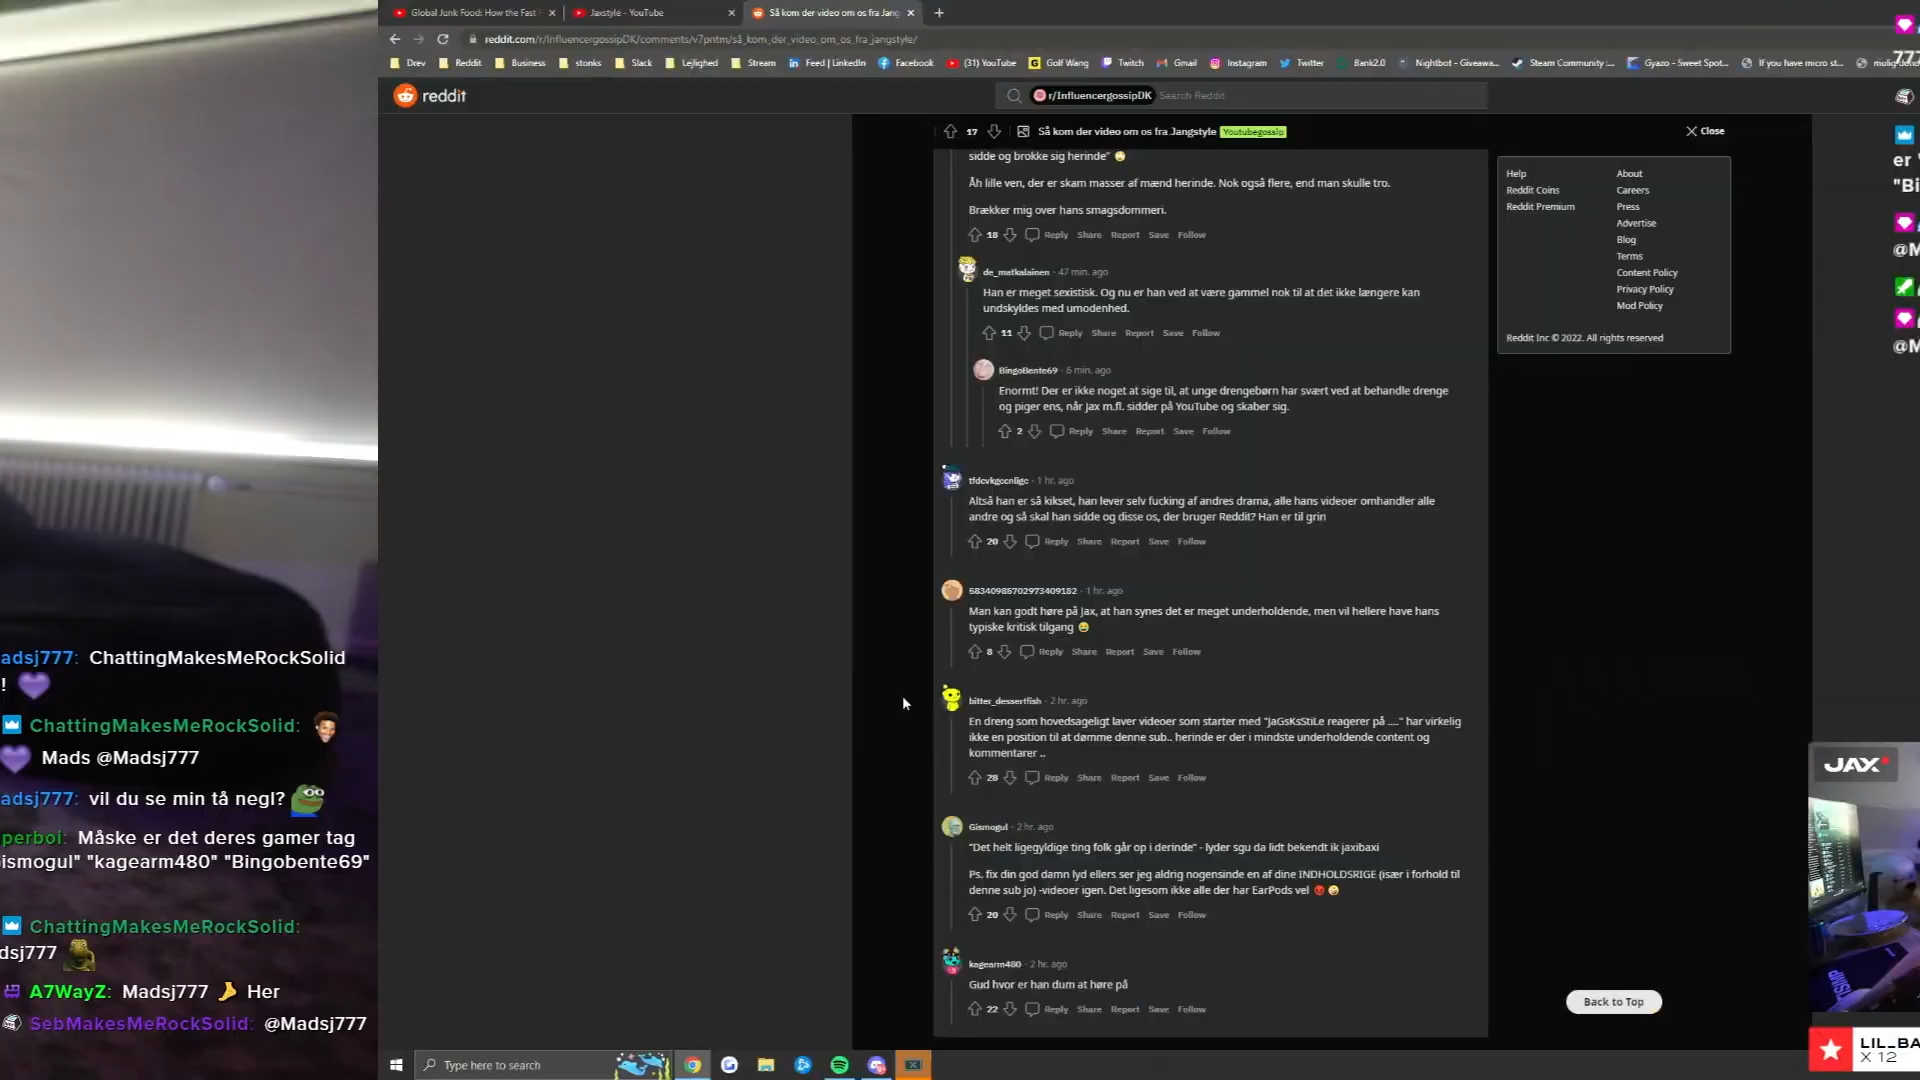 Global Junk Food: How the Fast
Jaxstyle - YouTube
Så kom der video om os fra Jang
reddit.com/r/InfluencergossipDK/comments/v7pntm/så_kom_der_video_om_os_fra_jangstyle/
Drev
Reddit
Business
stonks
Slack
Lejlighed
Stream
Feed | LinkedIn
Facebook
(31) YouTube
Golf Wang
Twitch
Gmail
Instagram
Twitter
Bank2.0
Nightbot - Giveawa...
Steam Community :...
Gyazo - Sweet Spot...
If you have micro st...
reddit
r/InfluencergossipDK
Search Reddit
17
Så kom der video om os fra Jangstyle
Youtubegossip
Close
sidde og brokke sig herinde" 🙄
Åh lille ven, der er skam masser af mænd herinde. Nok også flere, end man skulle tro.
Brækker mig over hans smagsdommeri.
18 Reply Share Report Save Follow
de_matkalainen · 47 min. ago
Han er meget sexistisk. Og nu er han ved at være gammel nok til at det ikke længere kan
undskyldes med umodenhed.
11 Reply Share Report Save Follow
BingoBente69 · 6 min. ago
Enormt! Der er ikke noget at sige til, at unge drengebørn har svært ved at behandle drenge
og piger ens, når Jax m.fl. sidder på YouTube og skaber sig.
2 Reply Share Report Save Follow
1 hr. ago
Altså han er så kikset, han lever selv fucking af andres drama, alle hans videoer omhandler alle
andre og så skal han sidde og disse os, der bruger Reddit? Han er til grin
20 Reply Share Report Save Follow
58340985702973409182 · 1 hr. ago
Man kan godt høre på Jax, at han synes det er meget underholdende, men vil hellere have hans
typiske kritisk tilgang 😂
8 Reply Share Report Save Follow
bitter_dessertfish · 2 hr. ago
En dreng som hovedsageligt laver videoer som starter med "JaGsKsStiLe reagerer på ...." har virkelig
ikke en position til at dømme denne sub.. herinde er der i mindste underholdende content og
kommentarer ..
28 Reply Share Report Save Follow
Gismogul · 2 hr. ago
"Det helt ligegyldige ting folk går op i derinde" - lyder sgu da lidt bekendt ik jaxibaxi
Ps. fix din god damn lyd ellers ser jeg aldrig nogensinde en af dine INDHOLDSRIGE (især i forhold til
denne sub jo) -videoer igen. Det ligesom ikke alle der har EarPods vel 😡 🤪
20 Reply Share Report Save Follow
kagearm480 · 2 hr. ago
Gud hvor er han dum at høre på
22 Reply Share Report Save Follow
Help
Reddit Coins
Reddit Premium
About
Careers
Press
Advertise
Blog
Terms
Content Policy
Privacy Policy
Mod Policy
Reddit Inc © 2022. All rights reserved
Back to Top
adsj777: ChattingMakesMeRockSolid
! 💜
ChattingMakesMeRockSolid:
Mads @Madsj777
adsj777: vil du se min tå negl?
perboi: Måske er det deres gamer tag
ismogul" "kagearm480" "Bingobente69"
ChattingMakesMeRockSolid:
dsj777
A7WayZ: Madsj777 🦶 Her
SebMakesMeRockSolid: @Madsj777
777
er "
"Bi
@M
@M
JAX
LIL_BA
X 12
Type here to search